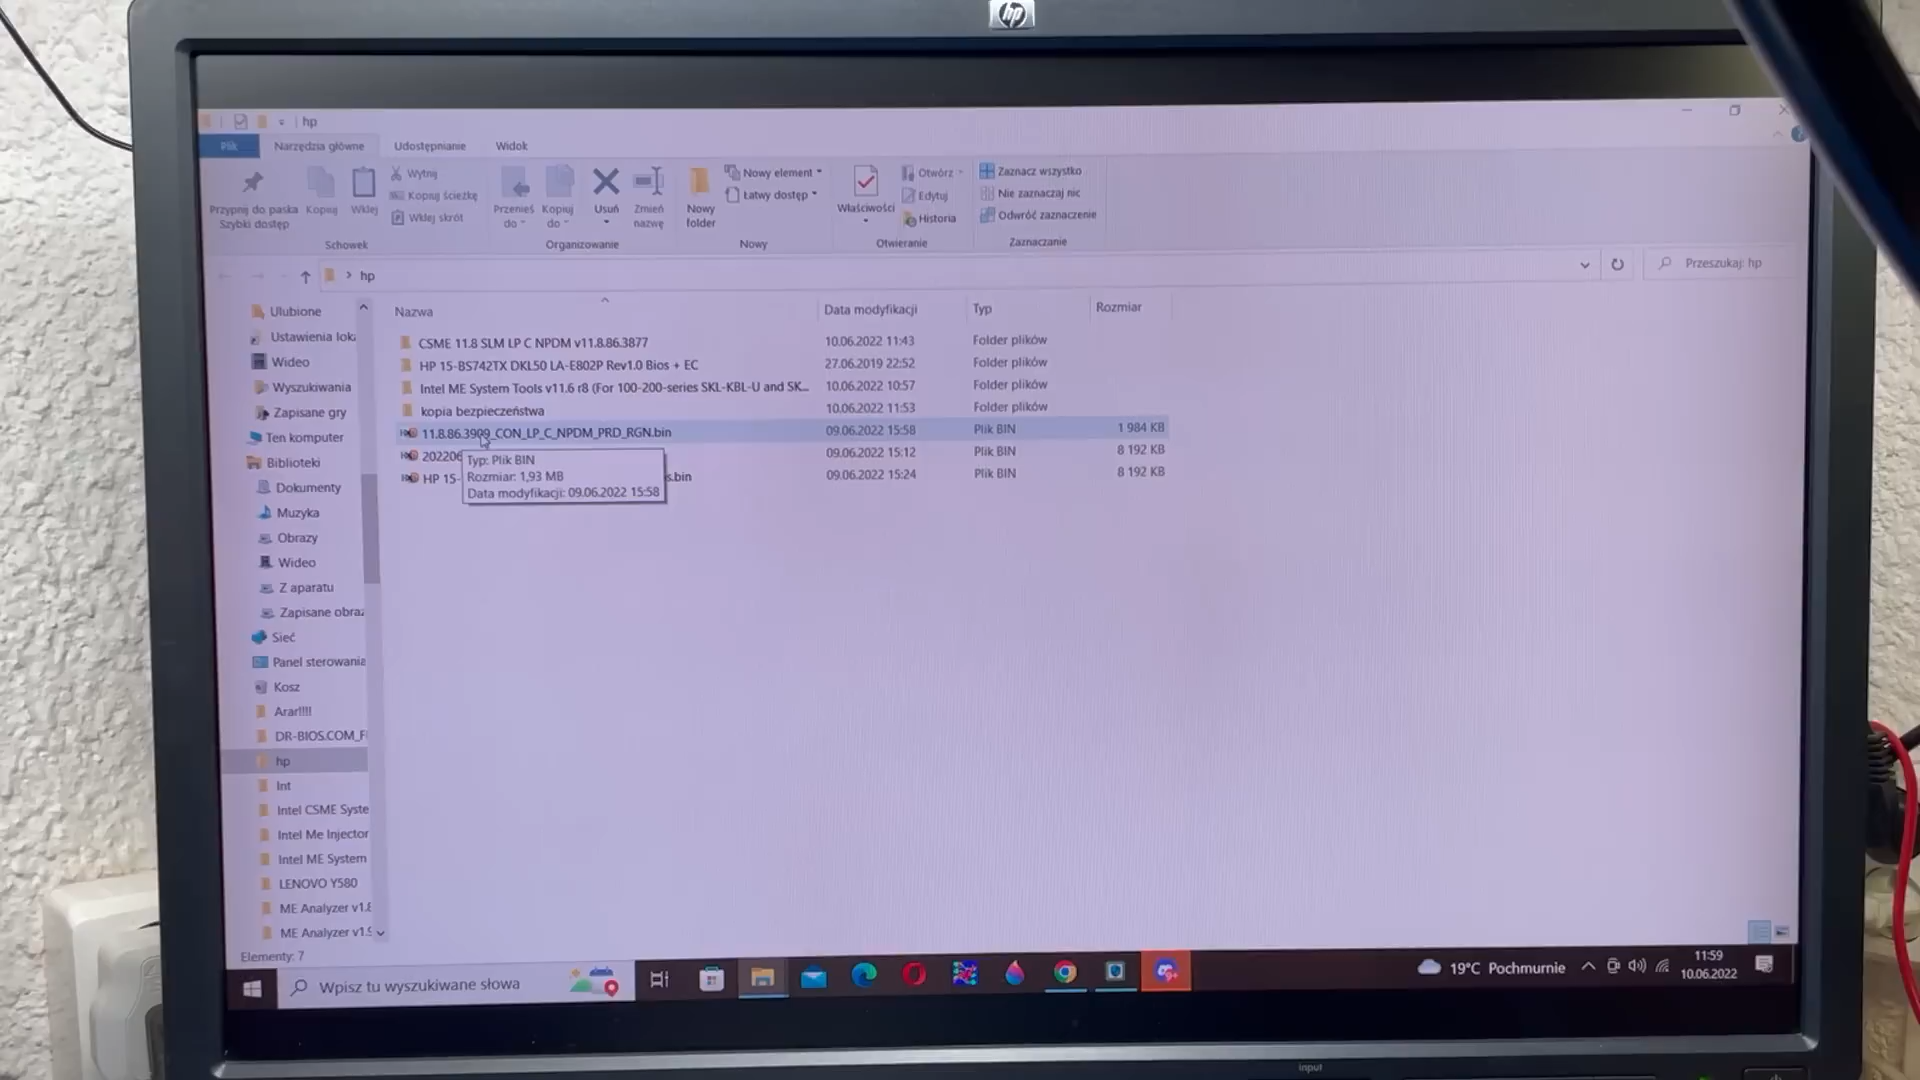 hp
hp
Plik
Narzędzia główne
Udostępnianie
Widok
Przypnij do paska
Szybki dostęp
Kopiuj
Wklej
Wytnij
Kopiuj ścieżkę
Wklej skrót
Schowek
Przenieś
do
Kopiuj
do
Usuń
Zmień
nazwę
Organizowanie
Nowy
folder
Nowy element
Łatwy dostęp
Nowy
Właściwości
Otwórz
Edytuj
Historia
Otwieranie
Zaznacz wszystko
Nie zaznaczaj nic
Odwróć zaznaczenie
Zaznaczanie
hp
Przeszukaj: hp
Ulubione
Ustawienia loka
Wideo
Wyszukiwania
Zapisane gry
Ten komputer
Biblioteki
Dokumenty
Muzyka
Obrazy
Wideo
Z aparatu
Zapisane obraz
Sieć
Panel sterowania
Kosz
Arar!!!!
DR-BIOS.COM_F
hp
Int
Intel CSME Syste
Intel Me Injector
Intel ME System
LENOVO Y580
ME Analyzer v1.8
ME Analyzer v1.9
Nazwa Data modyfikacji Typ Rozmiar
CSME 11.8 SLM LP C NPDM v11.8.86.3877 10.06.2022 11:43 Folder plików
HP 15-BS742TX DKL50 LA-E802P Rev1.0 Bios + EC 27.06.2019 22:52 Folder plików
Intel ME System Tools v11.6 r8 (For 100-200-series SKL-KBL-U and SK... 10.06.2022 10:57 Folder plików
kopia bezpieczeństwa 10.06.2022 11:53 Folder plików
11.8.86.3909_CON_LP_C_NPDM_PRD_RGN.bin 09.06.2022 15:58 Plik BIN 1 984 KB
202206 09.06.2022 15:12 Plik BIN 8 192 KB
HP 15- s.bin 09.06.2022 15:24 Plik BIN 8 192 KB
Typ: Plik BIN
Rozmiar: 1,93 MB
Data modyfikacji: 09.06.2022 15:58
Elementy: 7
Wpisz tu wyszukiwane słowa
9+
19°C Pochmurnie
11:59
10.06.2022
input